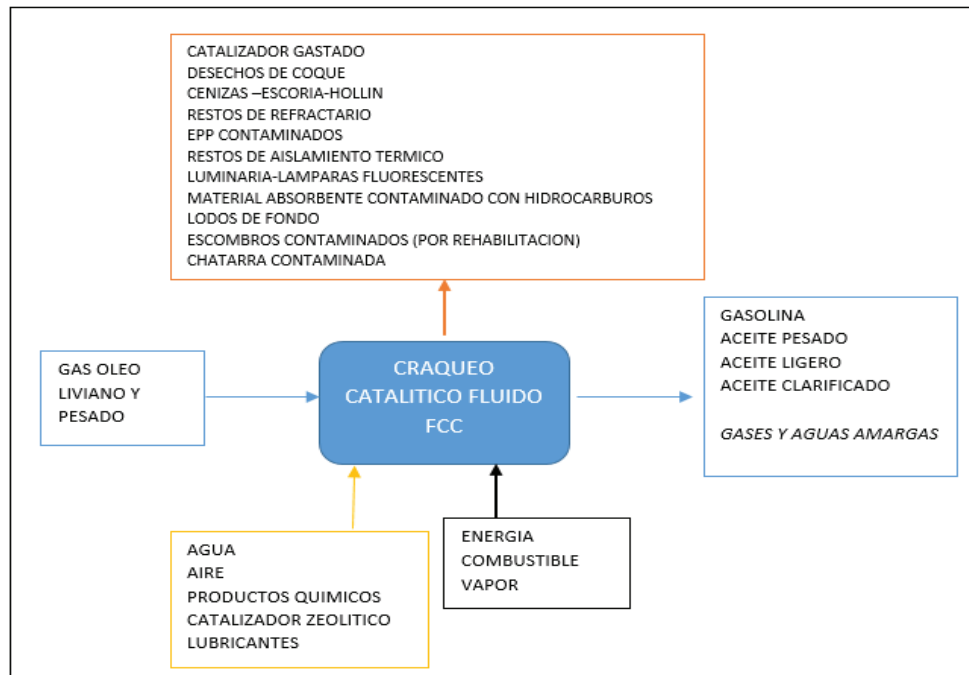 CATALIZADOR GASTADO
DESECHOS DE COQUE
CENIZAS –ESCORIA-HOLLIN
RESTOS DE REFRACTARIO
EPP CONTAMINADOS
RESTOS DE AISLAMIENTO TERMICO
LUMINARIA-LAMPARAS FLUORESCENTES
MATERIAL ABSORBENTE CONTAMINADO CON HIDROCARBUROS
LODOS DE FONDO
ESCOMBROS CONTAMINADOS (POR REHABILITACION)
CHATARRA CONTAMINADA
GAS OLEO
LIVIANO Y
PESADO
CRAQUEO
CATALITICO FLUIDO
FCC
GASOLINA
ACEITE PESADO
ACEITE LIGERO
ACEITE CLARIFICADO
GASES Y AGUAS AMARGAS
AGUA
AIRE
PRODUCTOS QUIMICOS
CATALIZADOR ZEOLITICO
LUBRICANTES
ENERGIA
COMBUSTIBLE
VAPOR